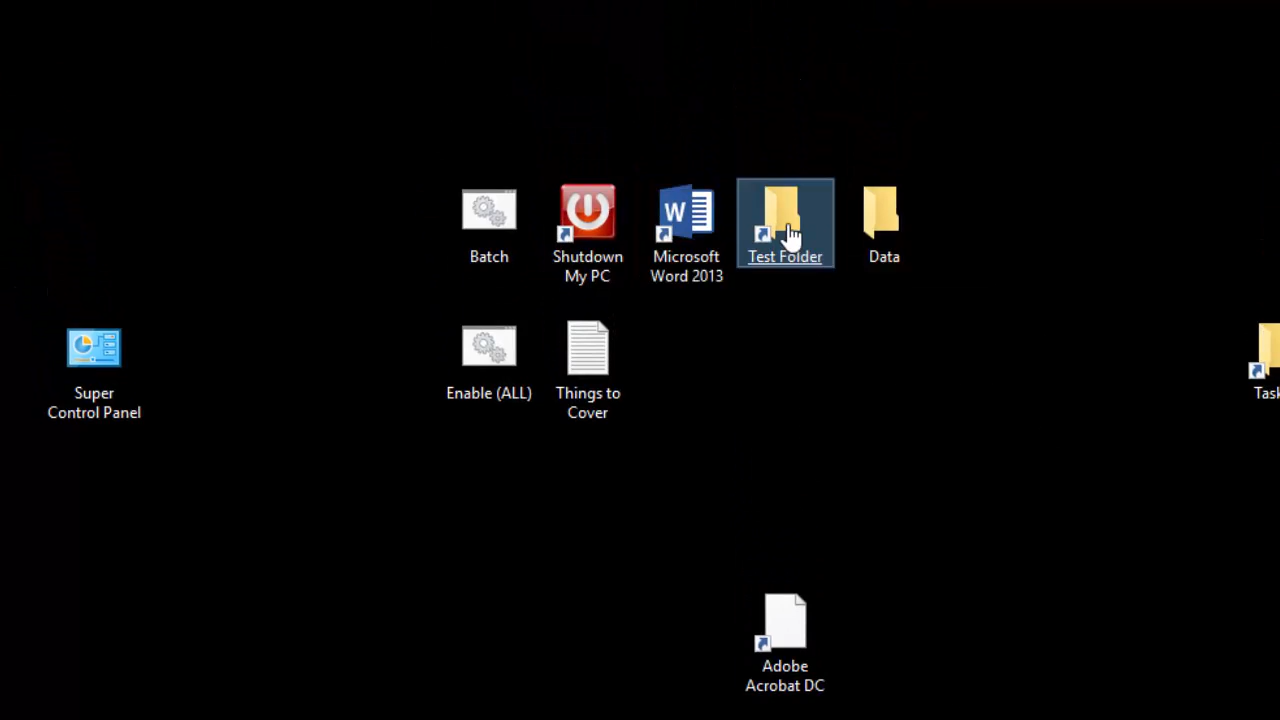 Batch
Shutdown
My PC
Microsoft
Word 2013
Test Folder
Data
Super
Control Panel
Enable (ALL)
Things to
Cover
Task
Adobe
Acrobat DC